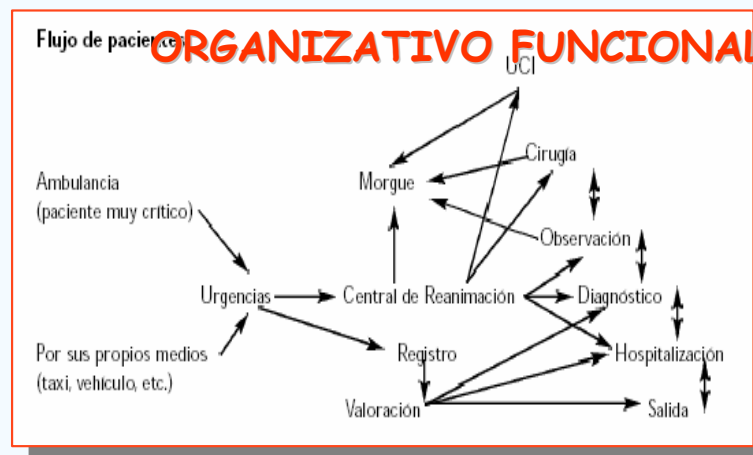 Flujo de pacientes
ORGANIZATIVO FUNCIONAL
UCI
Cirugía
Morgue
Ambulancia
(paciente muy crítico)
Observación
Urgencias
Central de Reanimación
Diagnóstico
Por sus propios medios
(taxi, vehículo, etc.)
Registro
Hospitalización
Valoración
Salida